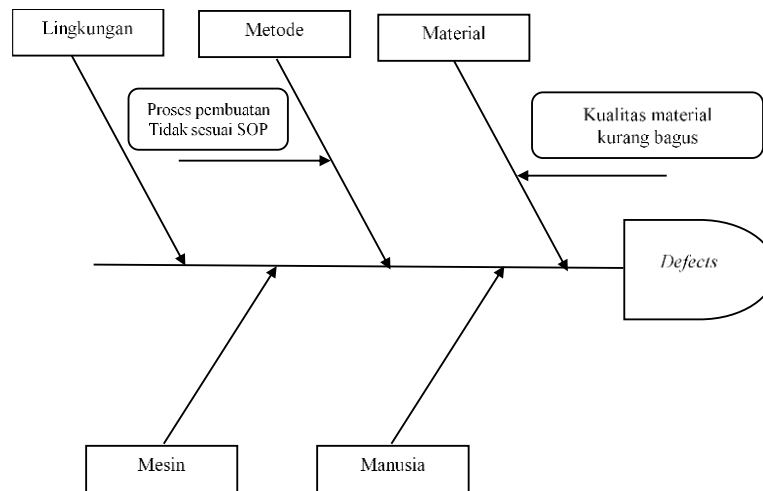 Lingkungan
Metode
Material
Proses pembuatan
Tidak sesuai SOP
Kualitas material
kurang bagus
Defects
Mesin
Manusia